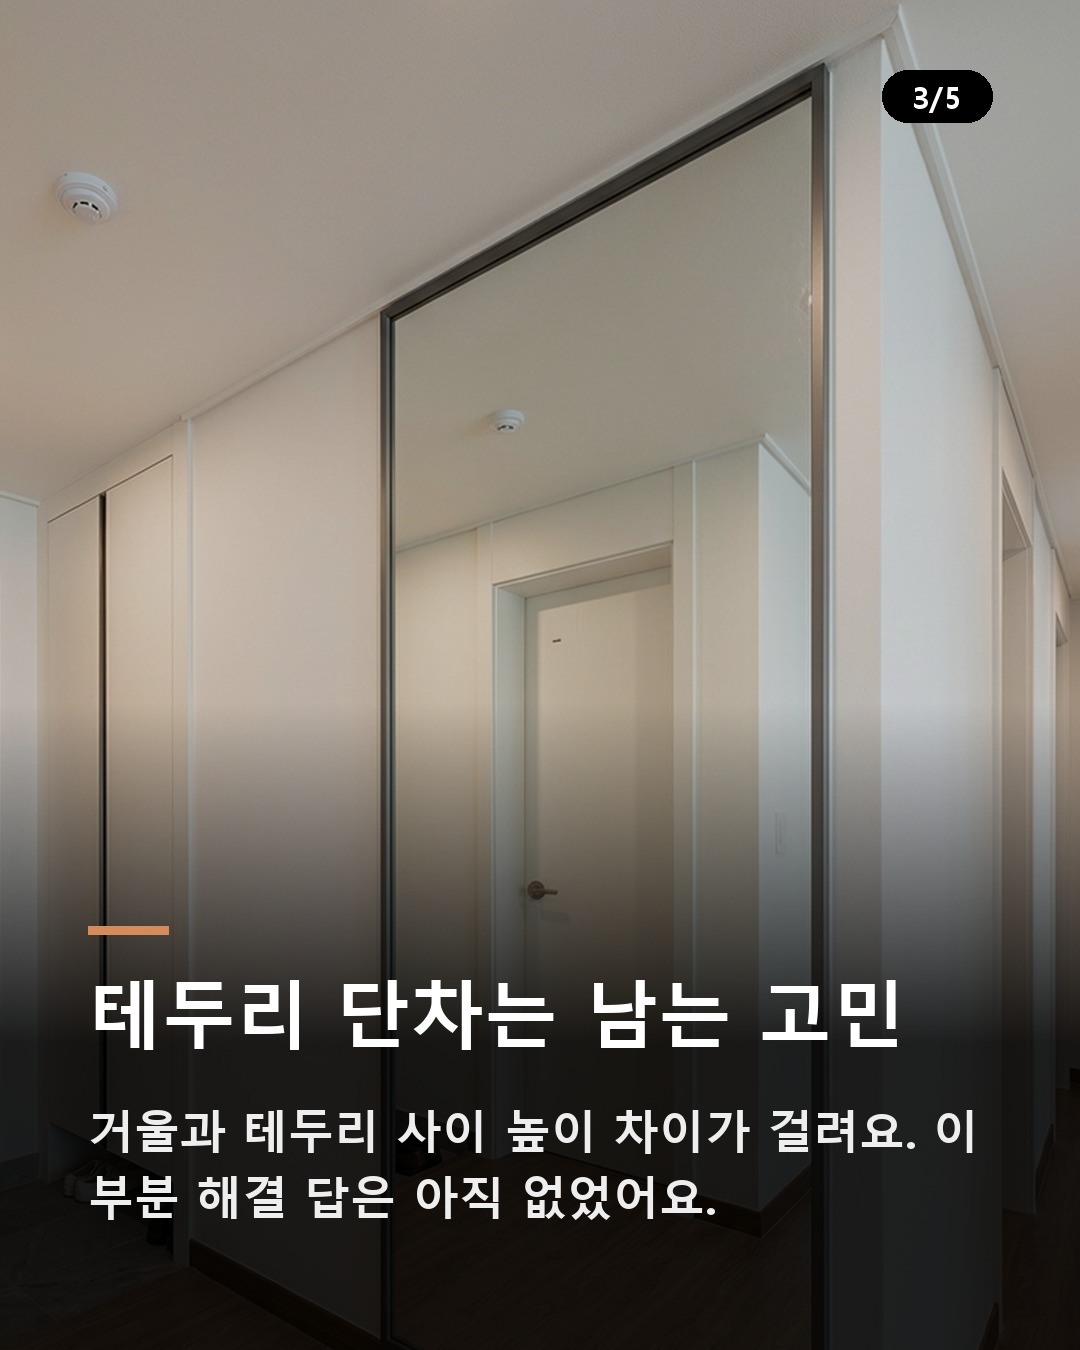 3/5
테두리 단차는 남는 고민
거울과 테두리 사이 높이 차이가 걸려요. 이
부분 해결 답은 아직 없었어요.